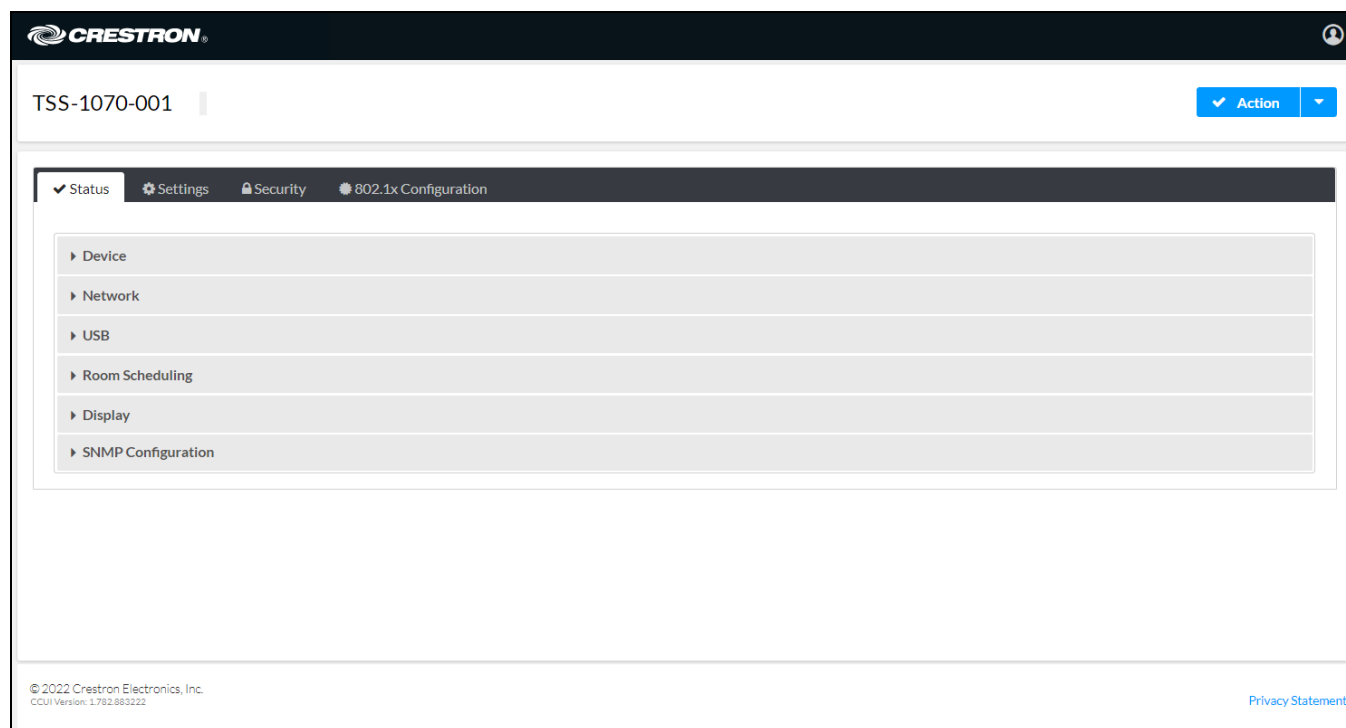 CRESTRON®
TSS-1070-001
Action
Status Settings Security 802.1x Configuration
Device
Network
USB
Room Scheduling
Display
SNMP Configuration
© 2022 Crestron Electronics, Inc.
CCUI Version: 1.782.883222
Privacy Statement